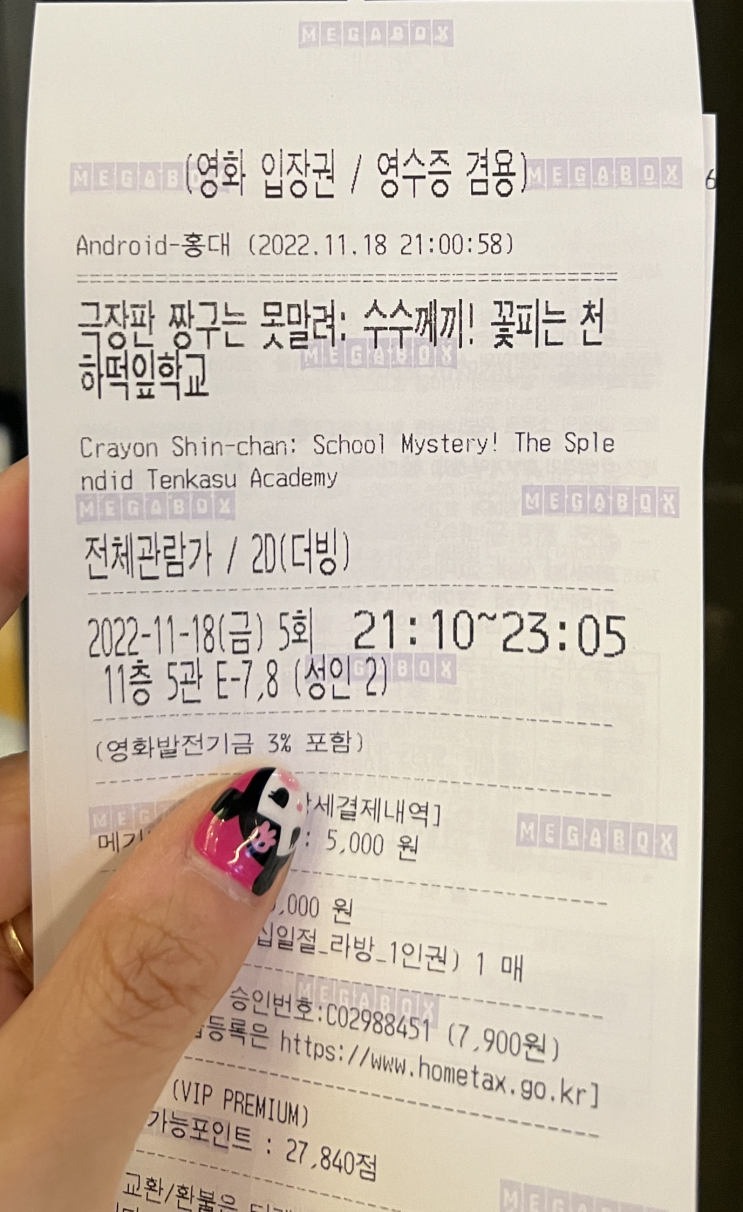 MEGABOX
(영화 입장권 / 영수증 겸용)
Android-홍대 (2022.11.18 21:00:58)
극장판 짱구는 못말려: 수수께끼! 꽃피는 천
하떡잎학교
Crayon Shin-chan: School Mystery! The Sple
ndid Tenkasu Academy
MEGABOX
MEGABOX
전체관람가 / 2D(더빙)
2022-11-18(금) 5회 21:10~23:05
11층 5관 E-7,8 (성인 2)
(영화발전기금 3% 포함)
세결제내역]
: 5,000 원
MEGABOX
,000 원
십일절_라방_1인권) 1 매
승인번호:C02988451 (7,900원)
등록은 https://www.hometax.go.kr]
(VIP PREMIUM)
가능포인트 : 27,840점
교환/환불은